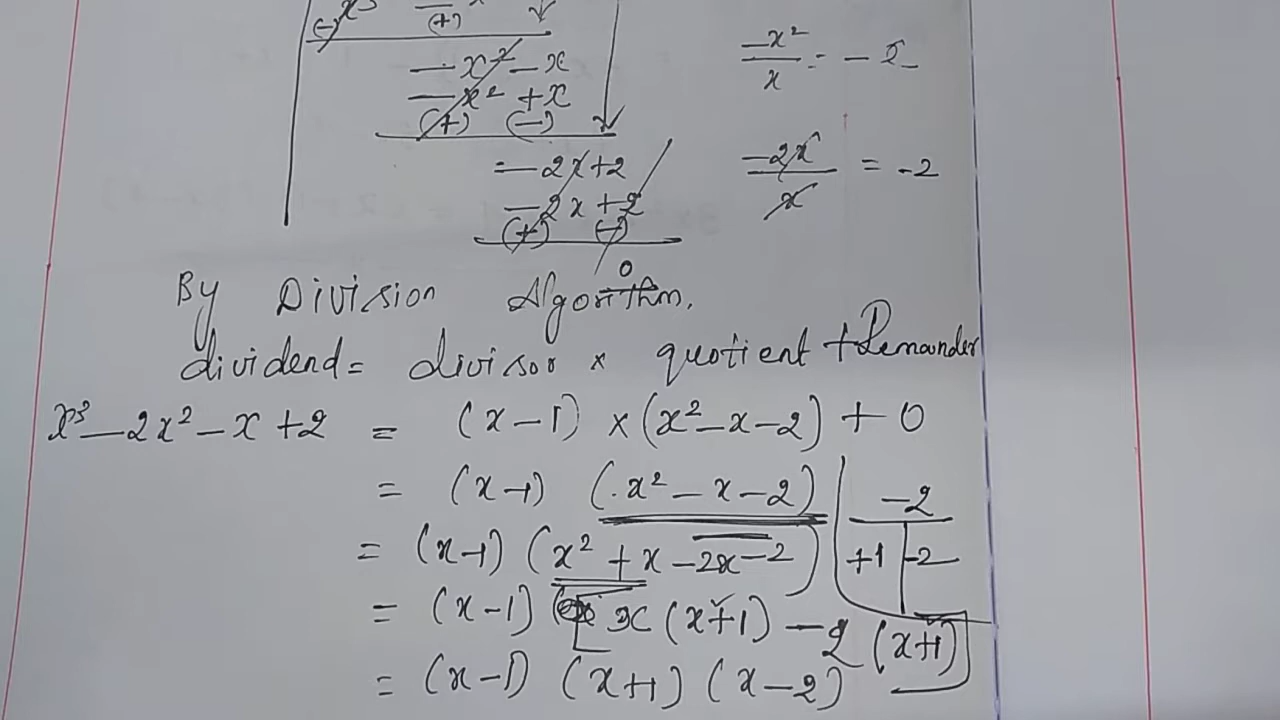 (-)x³ (+)
-x² - x
-x² + x
(+) (-)
-2x+2
-2x+2
(+) (-)
0
-x²/x = -x
-2x/x = -2
By Division Algorithm.
dividend = divisor × quotient + Remainder
x³-2x²-x+2 = (x-1) × (x²-x-2) + 0
= (x-1) (x²-x-2)
-2
+1 -2
= (x-1) (x²+x-2x-2)
= (x-1) [x(x+1)-2(x+1)]
= (x-1) (x+1) (x-2)